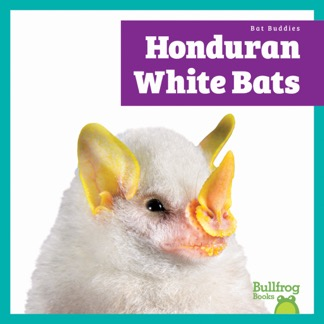 Bat Buddies
Honduran
White Bats
Bullfrog
Books